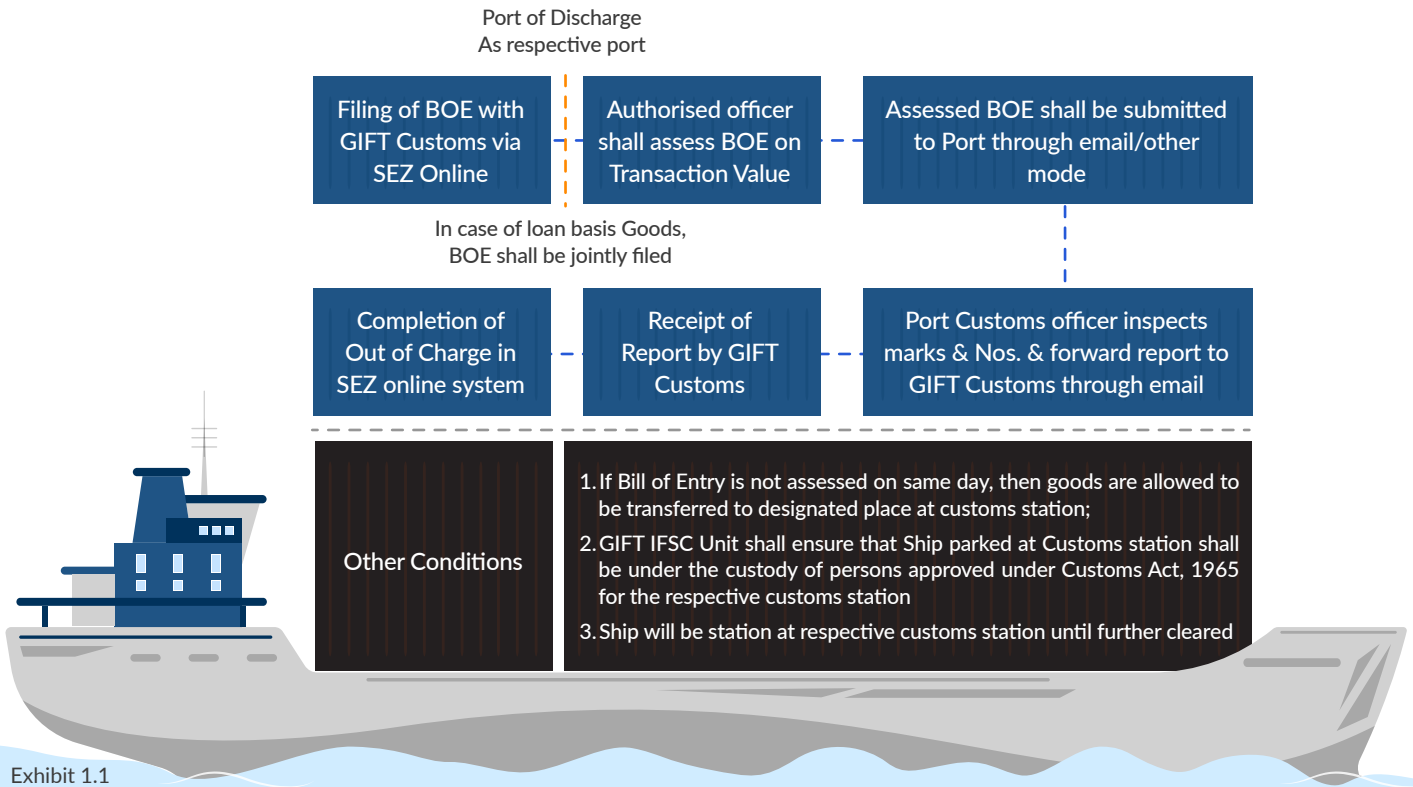 Port of Discharge
As respective port
Filing of BOE with
GIFT Customs via
SEZ Online
Authorised officer
shall assess BOE on
Transaction Value
Assessed BOE shall be submitted
to Port through email/other
mode
In case of loan basis Goods,
BOE shall be jointly filed
Completion of
Out of Charge in
SEZ online system
Receipt of
Report by GIFT
Customs
Port Customs officer inspects
marks & Nos. & forward report to
GIFT Customs through email
Other Conditions
1. If Bill of Entry is not assessed on same day, then goods are allowed to
be transferred to designated place at customs station;
2. GIFT IFSC Unit shall ensure that Ship parked at Customs station shall
be under the custody of persons approved under Customs Act, 1965
for the respective customs station
3. Ship will be station at respective customs station until further cleared
Exhibit 1.1